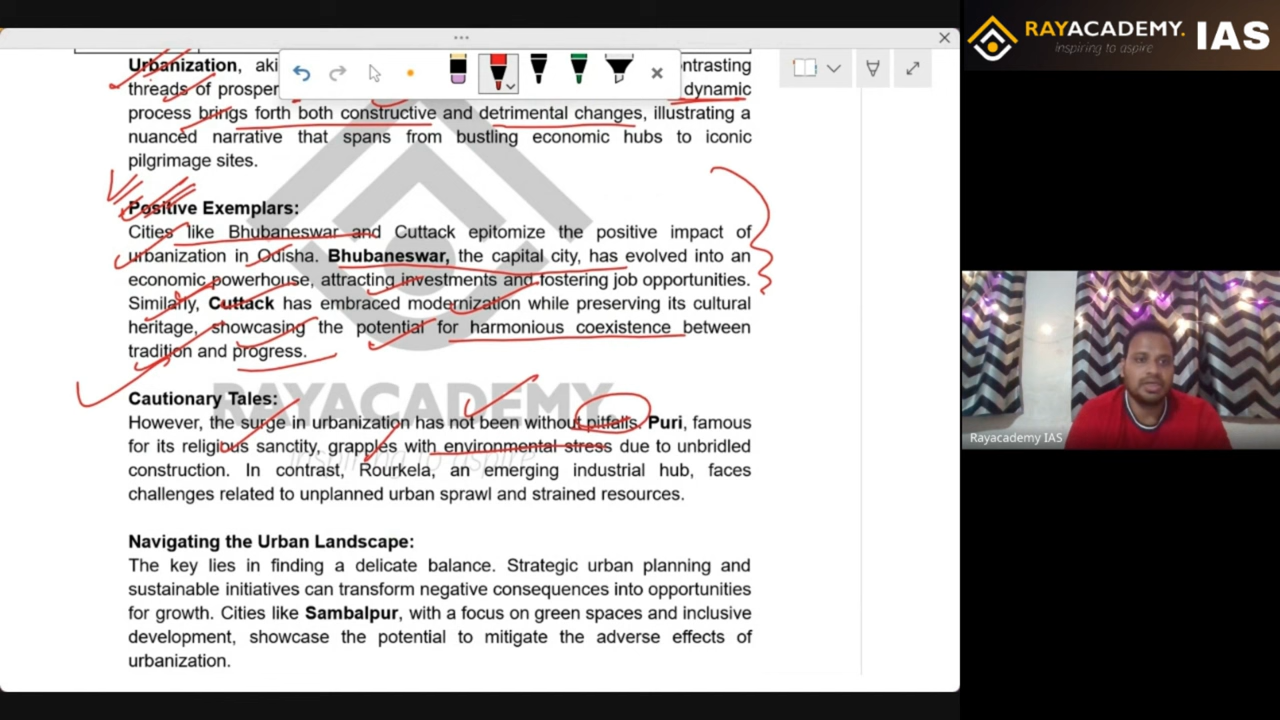 RAYACADEMY. IAS
inspiring to aspire
Urbanization, aki ntrasting
threads of prosper dynamic
process brings forth both constructive and detrimental changes, illustrating a
nuanced narrative that spans from bustling economic hubs to iconic
pilgrimage sites.
Positive Exemplars:
Cities like Bhubaneswar and Cuttack epitomize the positive impact of
urbanization in Odisha. Bhubaneswar, the capital city, has evolved into an
economic powerhouse, attracting investments and fostering job opportunities.
Similarly, Cuttack has embraced modernization while preserving its cultural
heritage, showcasing the potential for harmonious coexistence between
tradition and progress.
Cautionary Tales:
However, the surge in urbanization has not been without pitfalls. Puri, famous
for its religious sanctity, grapples with environmental stress due to unbridled
construction. In contrast, Rourkela, an emerging industrial hub, faces
challenges related to unplanned urban sprawl and strained resources.
Navigating the Urban Landscape:
The key lies in finding a delicate balance. Strategic urban planning and
sustainable initiatives can transform negative consequences into opportunities
for growth. Cities like Sambalpur, with a focus on green spaces and inclusive
development, showcase the potential to mitigate the adverse effects of
urbanization.
RAYACADEMY.
inspiring to aspire
Rayacademy IAS